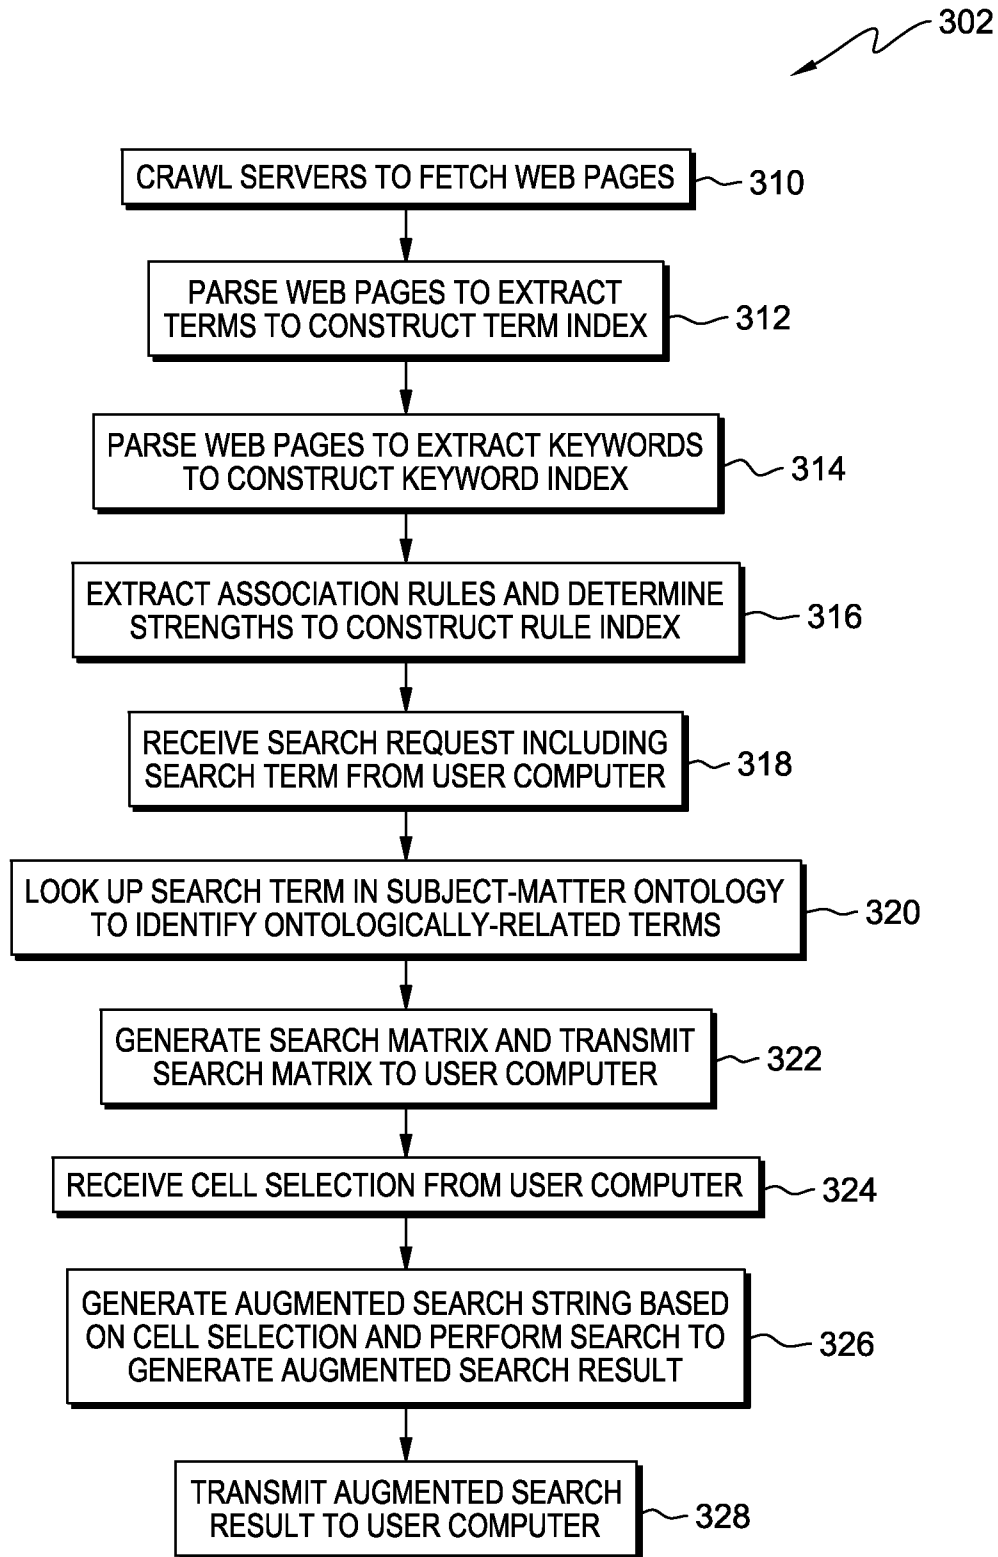 302
CRAWL SERVERS TO FETCH WEB PAGES
310
PARSE WEB PAGES TO EXTRACT
TERMS TO CONSTRUCT TERM INDEX
312
PARSE WEB PAGES TO EXTRACT KEYWORDS
TO CONSTRUCT KEYWORD INDEX
314
EXTRACT ASSOCIATION RULES AND DETERMINE
STRENGTHS TO CONSTRUCT RULE INDEX
316
RECEIVE SEARCH REQUEST INCLUDING
SEARCH TERM FROM USER COMPUTER
318
LOOK UP SEARCH TERM IN SUBJECT-MATTER ONTOLOGY
TO IDENTIFY ONTOLOGICALLY-RELATED TERMS
320
GENERATE SEARCH MATRIX AND TRANSMIT
SEARCH MATRIX TO USER COMPUTER
322
RECEIVE CELL SELECTION FROM USER COMPUTER
324
GENERATE AUGMENTED SEARCH STRING BASED
ON CELL SELECTION AND PERFORM SEARCH TO
GENERATE AUGMENTED SEARCH RESULT
326
TRANSMIT AUGMENTED SEARCH
RESULT TO USER COMPUTER
328